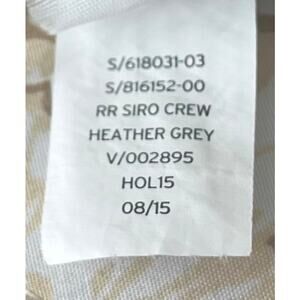 S/618031-03
S/816152-00
RR SIRO CREW
HEATHER GREY
V/002895
HOL15
08/15